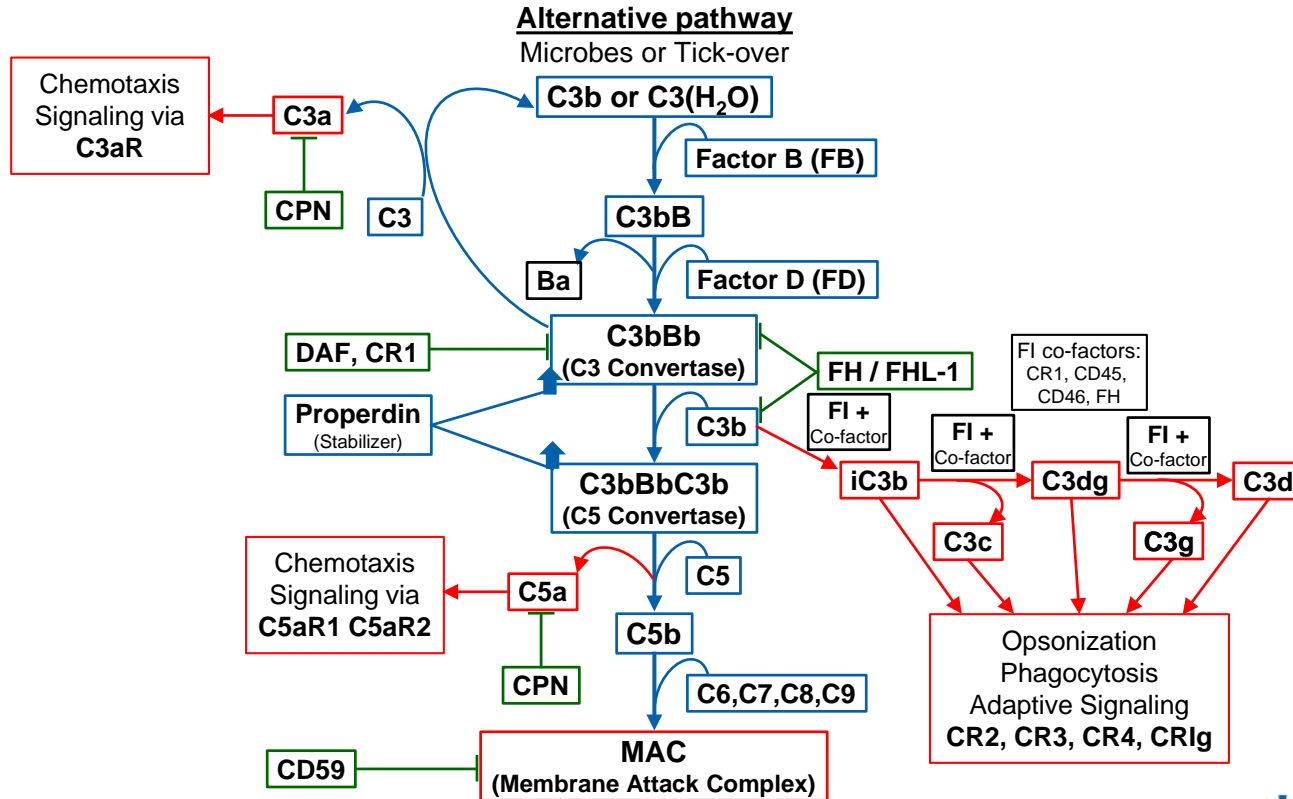 Alternative pathway
Microbes or Tick-over
Chemotaxis
Signaling via
C3aR
C3a
C3b or C3(H₂O)
Factor B (FB)
CPN
C3
C3bB
Ba
Factor D (FD)
DAF, CR1
C3bBb
(C3 Convertase)
FH / FHL-1
FI co-factors:
CR1, CD45,
CD46, FH
Properdin
(Stabilizer)
C3b
FI +
Co-factor
FI +
Co-factor
FI +
Co-factor
iC3b
C3dg
C3d
C3c
C3g
C3bBbC3b
(C5 Convertase)
Chemotaxis
Signaling via
C5aR1 C5aR2
C5a
C5
C5b
CPN
C6,C7,C8,C9
Opsonization
Phagocytosis
Adaptive Signaling
CR2, CR3, CR4, CRIg
CD59
MAC
(Membrane Attack Complex)